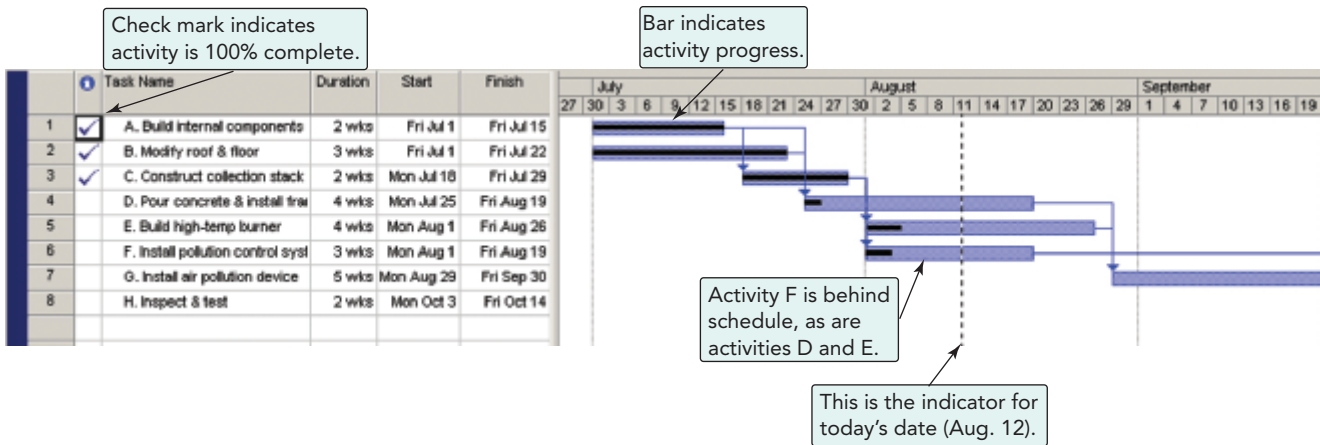 Check mark indicates
activity is 100% complete.
Bar indicates
activity progress.
Task Name Duration Start Finish
July August September
27 30 3 6 9 12 15 18 21 24 27 30 2 5 8 11 14 17 20 23 26 29 1 4 7 10 13 16 19
1 A. Build internal components 2 wks Fri Jul 1 Fri Jul 15
2 B. Modify roof & floor 3 wks Fri Jul 1 Fri Jul 22
3 C. Construct collection stack 2 wks Mon Jul 18 Fri Jul 29
4 D. Pour concrete & install frai 4 wks Mon Jul 25 Fri Aug 19
5 E. Build high-temp burner 4 wks Mon Aug 1 Fri Aug 26
6 F. Install pollution control syst 3 wks Mon Aug 1 Fri Aug 19
7 G. Install air pollution device 5 wks Mon Aug 29 Fri Sep 30
8 H. Inspect & test 2 wks Mon Oct 3 Fri Oct 14
Activity F is behind
schedule, as are
activities D and E.
This is the indicator for
today's date (Aug. 12).